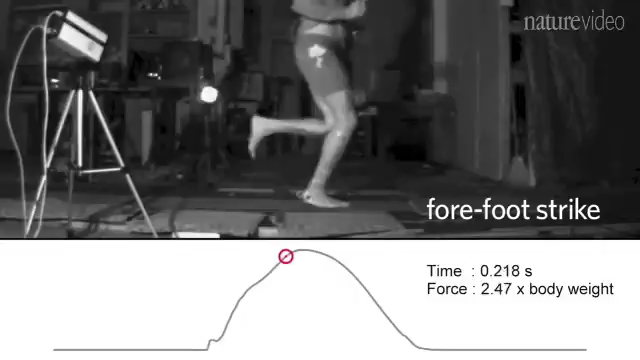 naturevideo
fore-foot strike
Time : 0.218 s
Force : 2.47 x body weight